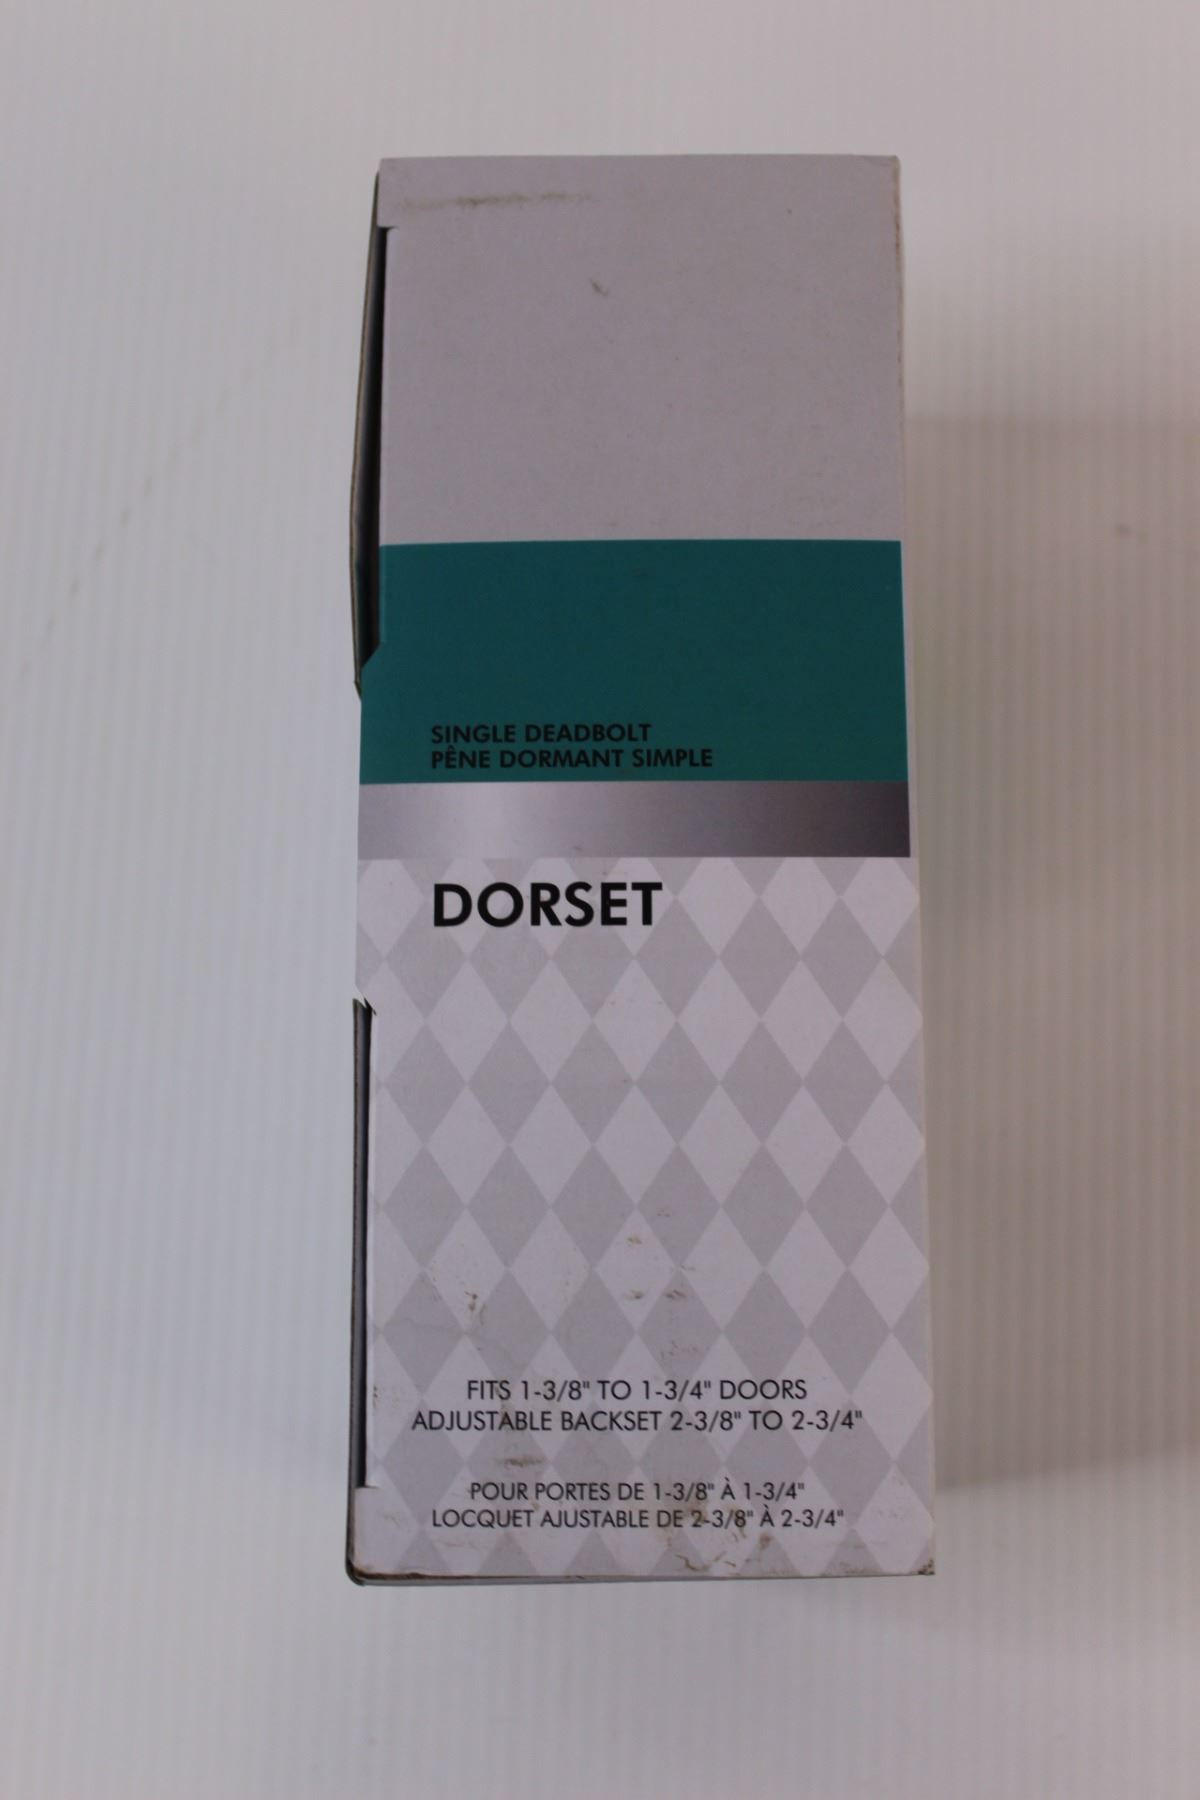 SINGLE DEADBOLT
PÊNE DORMANT SIMPLE
DORSET
FITS 1-3/8" TO 1-3/4" DOORS
ADJUSTABLE BACKSET 2-3/8" TO 2-3/4"
POUR PORTES DE 1-3/8" À 1-3/4"
LOCQUET AJUSTABLE DE 2-3/8" À 2-3/4"